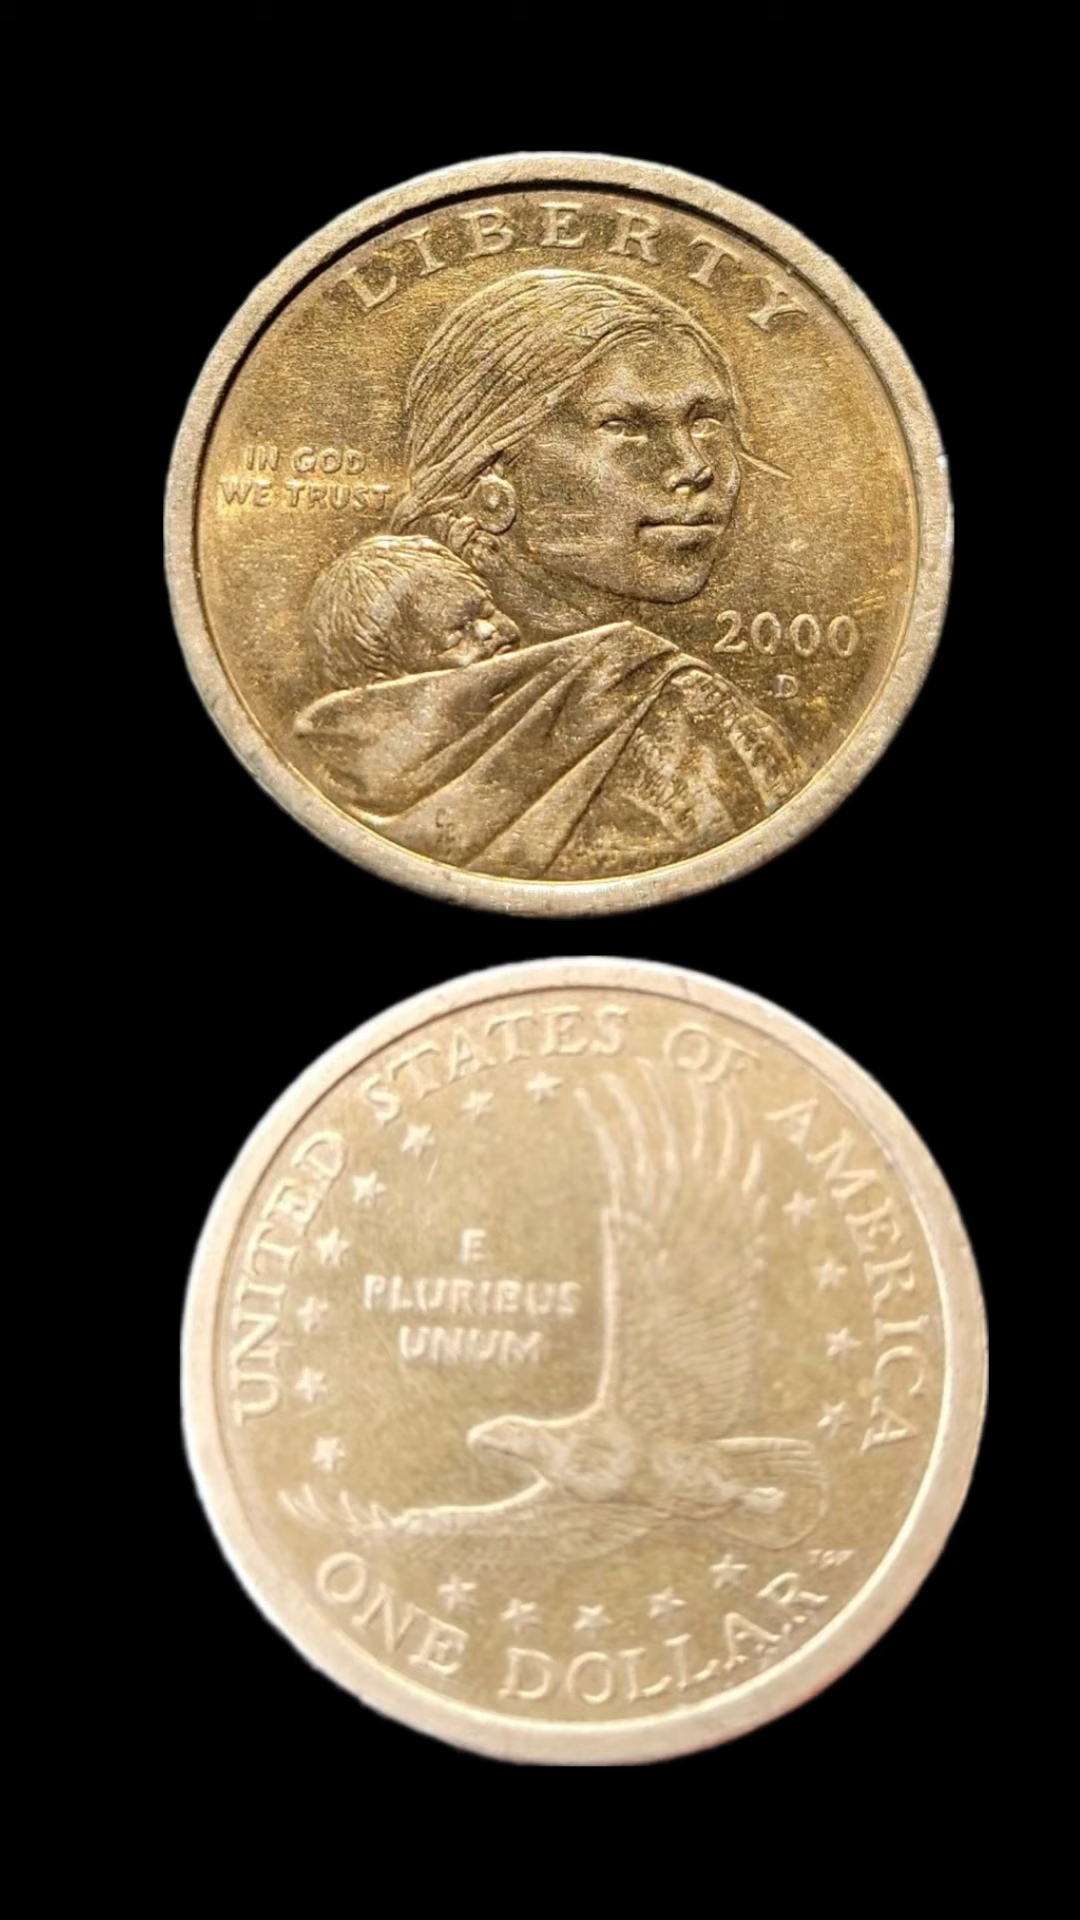 LIBERTY
IN GOD
WE TRUST
2000
D
UNITED STATES OF AMERICA
E
PLURIBUS
UNUM
ONE DOLLAR